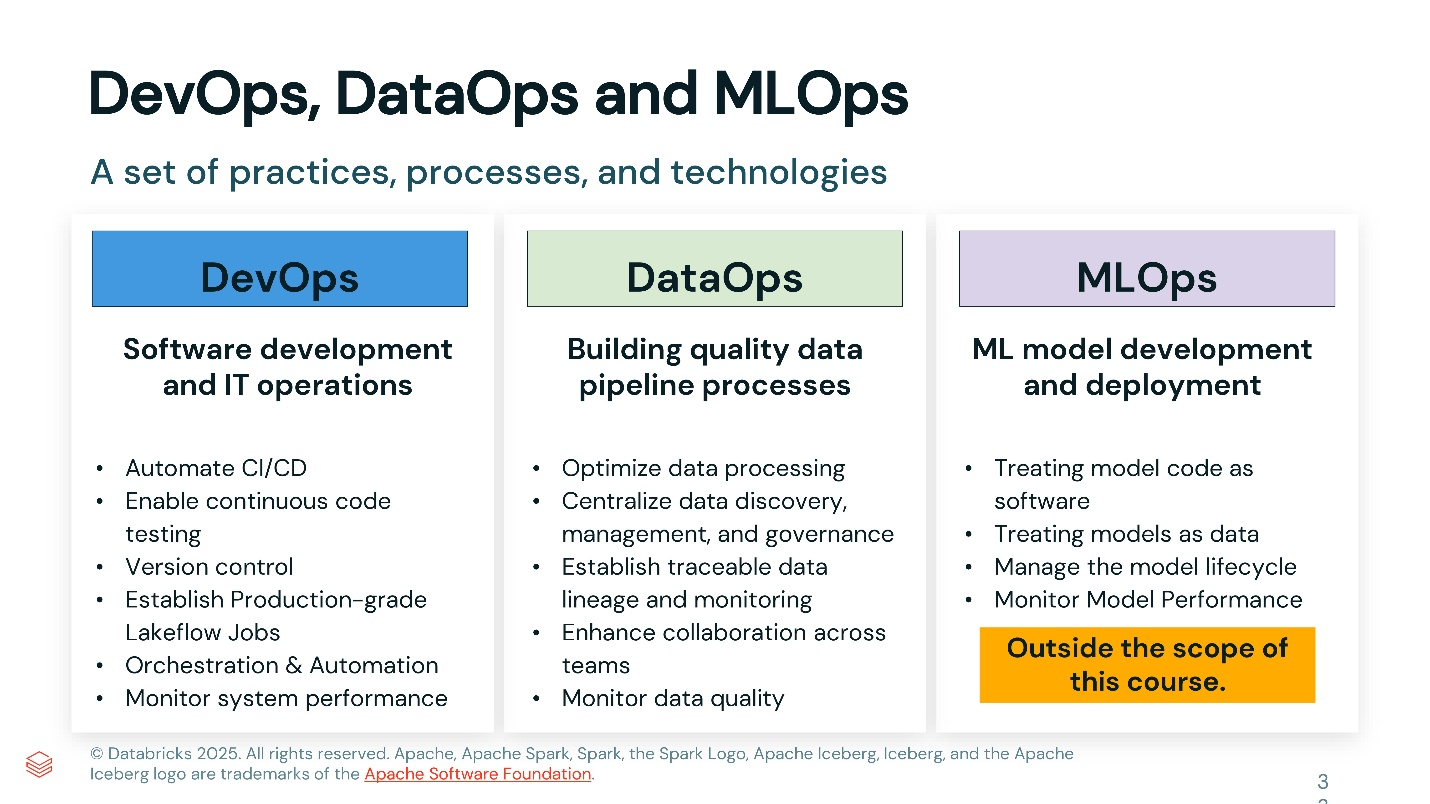 DevOps, DataOps and MLOps
A set of practices, processes, and technologies
DevOps
Software development
and IT operations
• Automate CI/CD
• Enable continuous code
testing
• Version control
• Establish Production-grade
Lakeflow Jobs
• Orchestration & Automation
• Monitor system performance
DataOps
Building quality data
pipeline processes
• Optimize data processing
• Centralize data discovery,
management, and governance
• Establish traceable data
lineage and monitoring
• Enhance collaboration across
teams
• Monitor data quality
MLOps
ML model development
and deployment
• Treating model code as
software
• Treating models as data
• Manage the model lifecycle
• Monitor Model Performance
Outside the scope of
this course.
© Databricks 2025. All rights reserved. Apache, Apache Spark, Spark, the Spark Logo, Apache Iceberg, Iceberg, and the Apache
Iceberg logo are trademarks of the Apache Software Foundation.
3